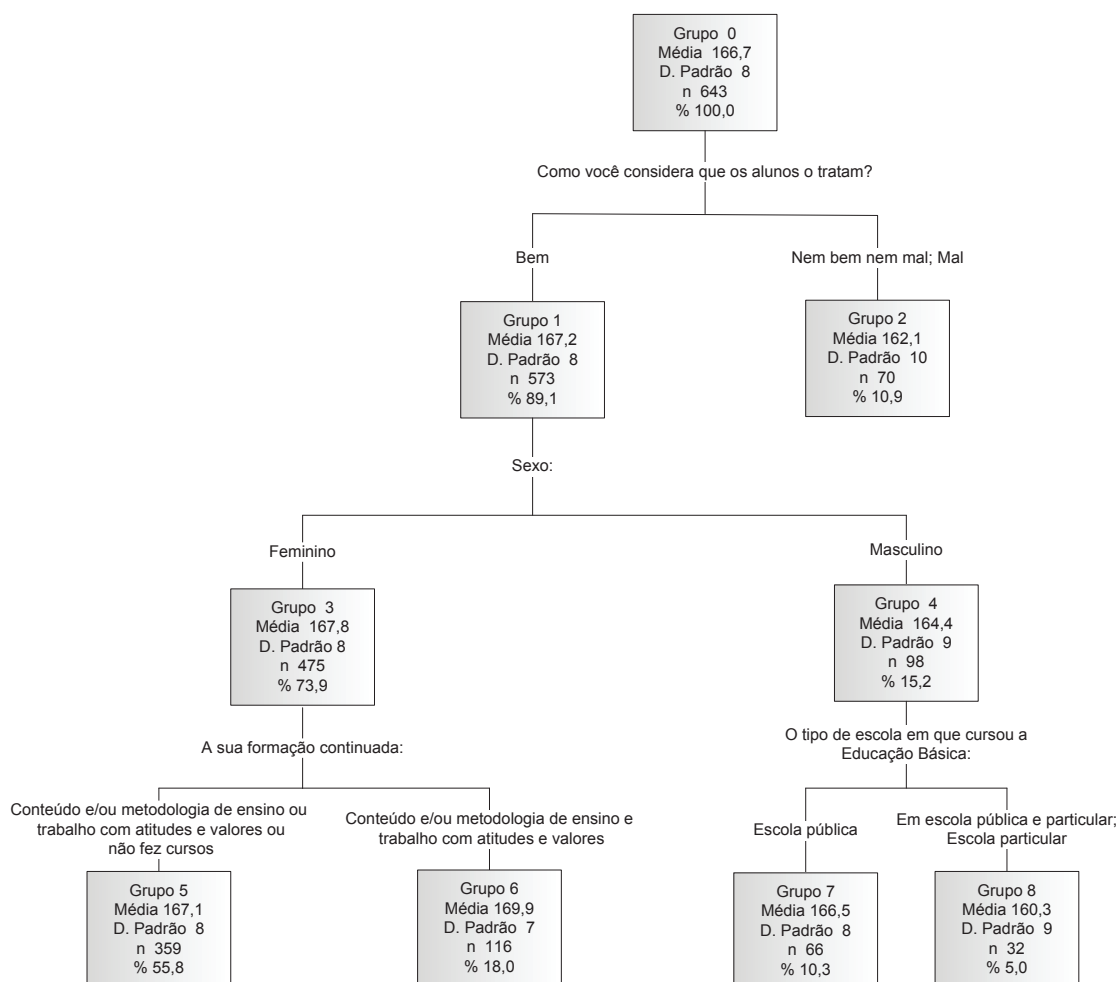 Grupo 0
Média 166,7
D. Padrão 8
n 643
% 100,0
Como você considera que os alunos o tratam?
Bem
Nem bem nem mal; Mal
Grupo 1
Média 167,2
D. Padrão 8
n 573
% 89,1
Grupo 2
Média 162,1
D. Padrão 10
n 70
% 10,9
Sexo:
Feminino
Masculino
Grupo 3
Média 167,8
D. Padrão 8
n 475
% 73,9
Grupo 4
Média 164,4
D. Padrão 9
n 98
% 15,2
A sua formação continuada:
O tipo de escola em que cursou a
Educação Básica:
Conteúdo e/ou metodologia de ensino ou
trabalho com atitudes e valores ou
não fez cursos
Conteúdo e/ou metodologia de ensino e
trabalho com atitudes e valores
Escola pública
Em escola pública e particular;
Escola particular
Grupo 5
Média 167,1
D. Padrão 8
n 359
% 55,8
Grupo 6
Média 169,9
D. Padrão 7
n 116
% 18,0
Grupo 7
Média 166,5
D. Padrão 8
n 66
% 10,3
Grupo 8
Média 160,3
D. Padrão 9
n 32
% 5,0